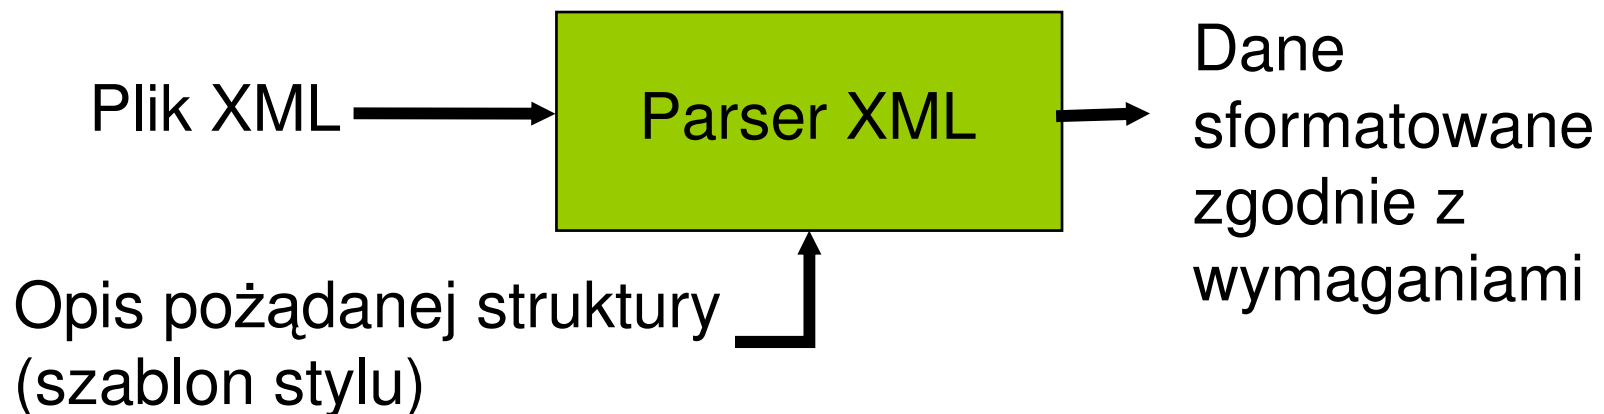 Plik XML
Parser XML
Dane
sformatowane
zgodnie z
wymaganiami
Opis pożądanej struktury
(szablon stylu)